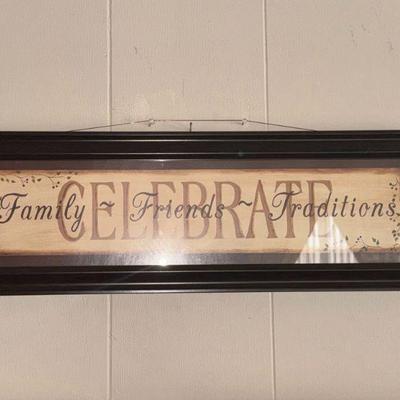 CELEBRATE
Family ~ Friends ~ Traditions